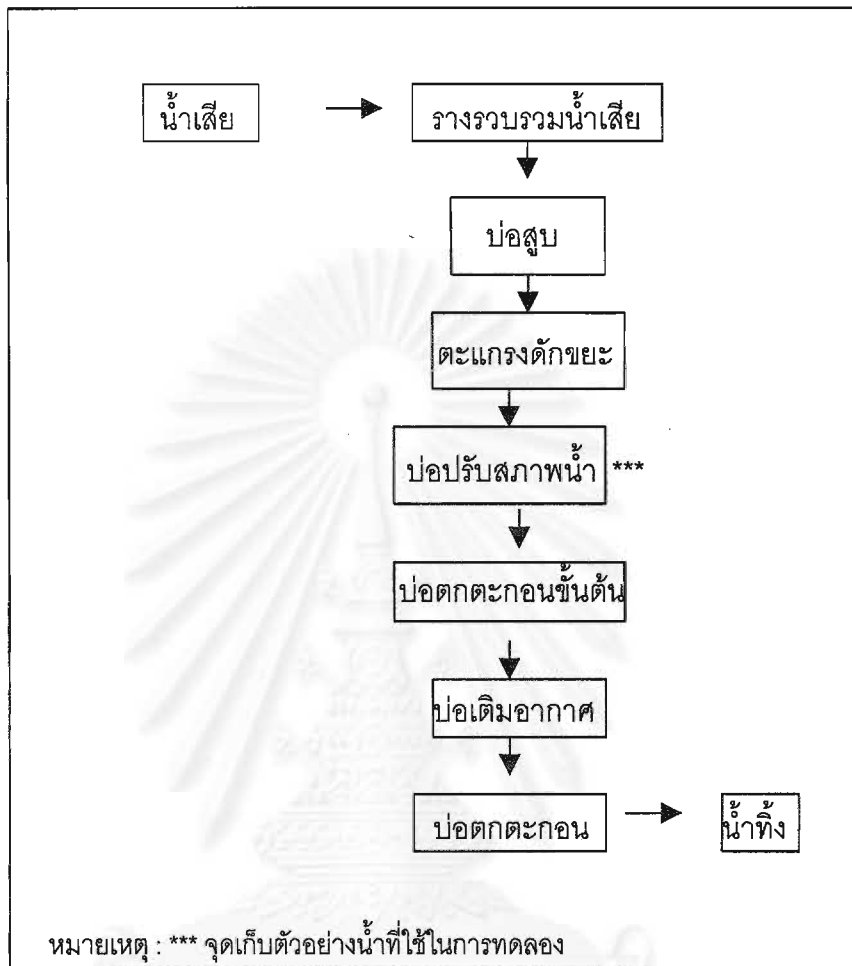 น้ำเสีย
รางรวบรวมน้ำเสีย
บ่อสูบ
ตะแกรงดักขยะ
บ่อปรับสภาพน้ำ ***
บ่อตกตะกอนขั้นต้น
บ่อเติมอากาศ
บ่อตกตะกอน
น้ำทิ้ง
หมายเหตุ : *** จุดเก็บตัวอย่างน้ำที่ใช้ในการทดลอง